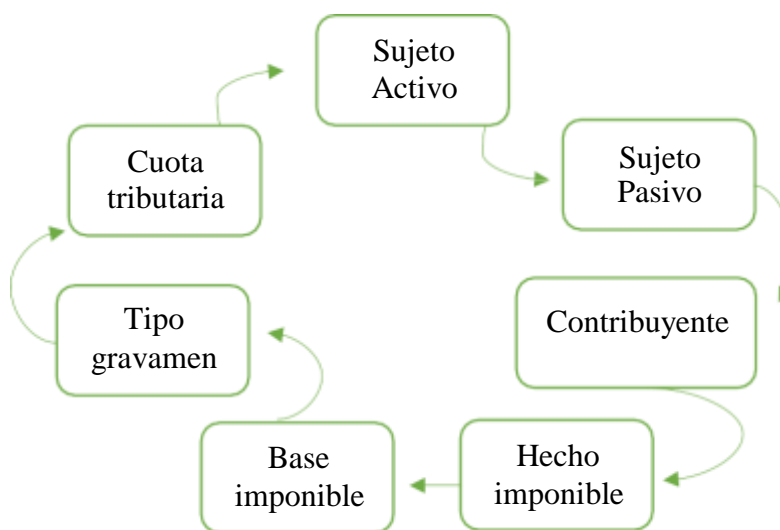 Sujeto
Activo
Sujeto
Pasivo
Contribuyente
Hecho
imponible
Base
imponible
Tipo
gravamen
Cuota
tributaria